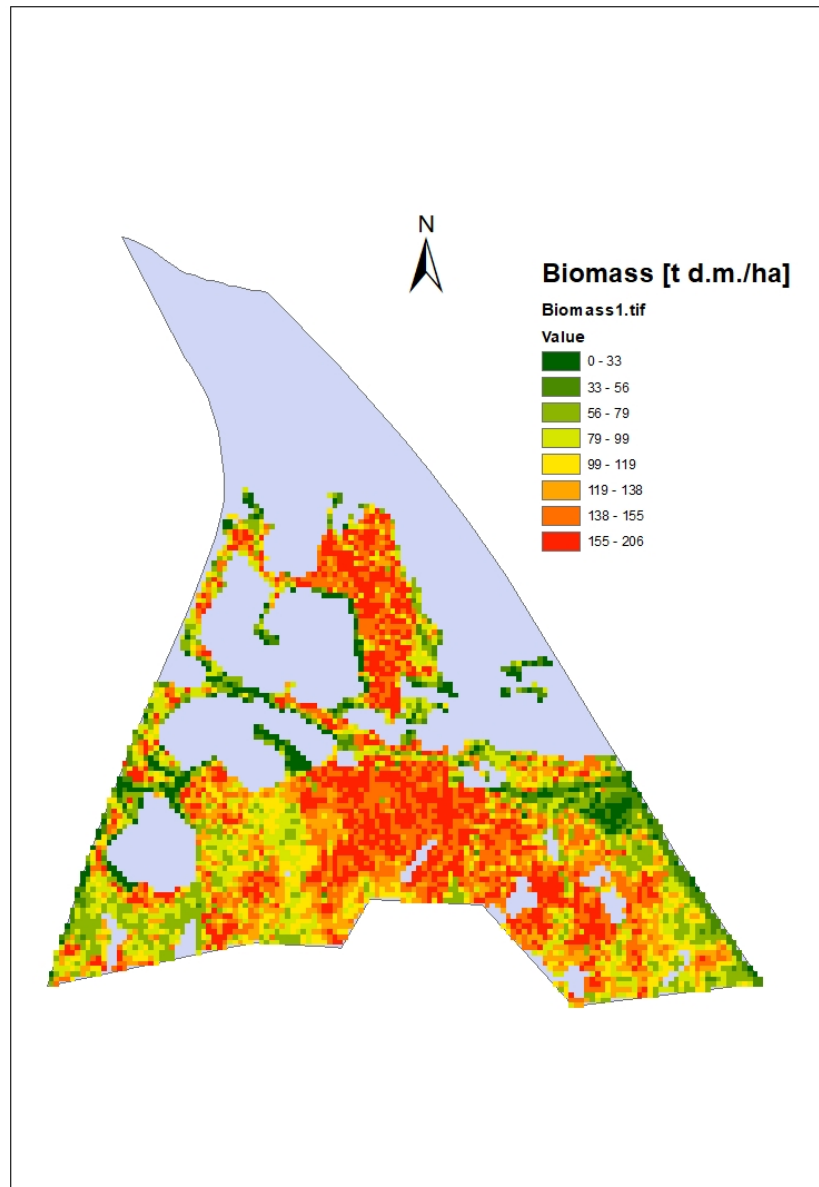 N
Biomass [t d.m./ha]
Biomass1.tif
Value
0 - 33
33 - 56
56 - 79
79 - 99
99 - 119
119 - 138
138 - 155
155 - 206